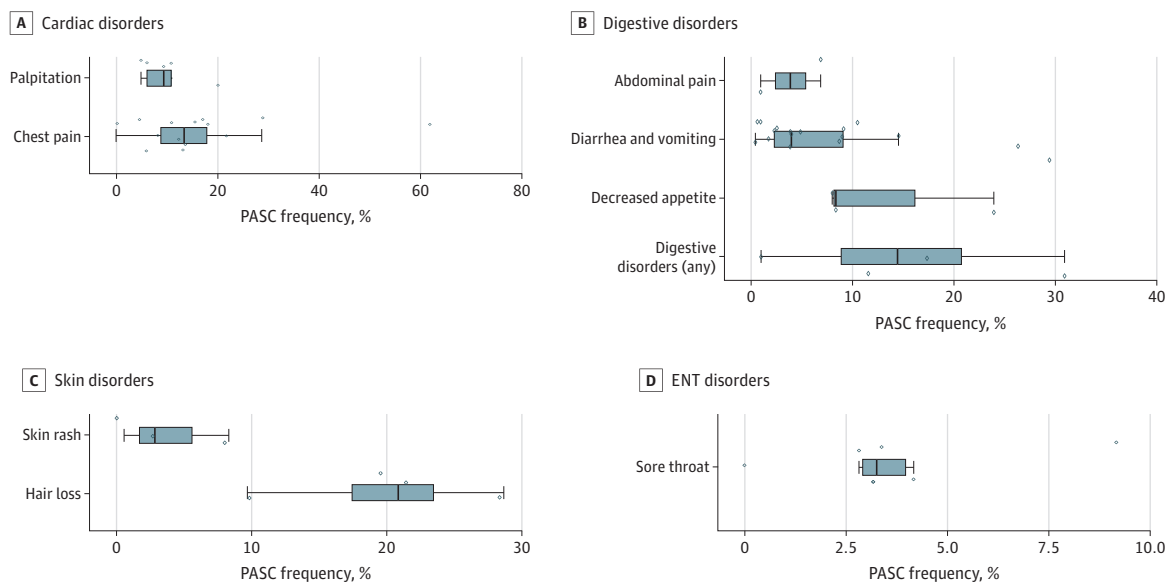 A Cardiac disorders
Palpitation
Chest pain
0 20 40 60 80
PASC frequency, %
B Digestive disorders
Abdominal pain
Diarrhea and vomiting
Decreased appetite
Digestive
disorders (any)
0 10 20 30 40
PASC frequency, %
C Skin disorders
Skin rash
Hair loss
0 10 20 30
PASC frequency, %
D ENT disorders
Sore throat
0 2.5 5.0 7.5 10.0
PASC frequency, %